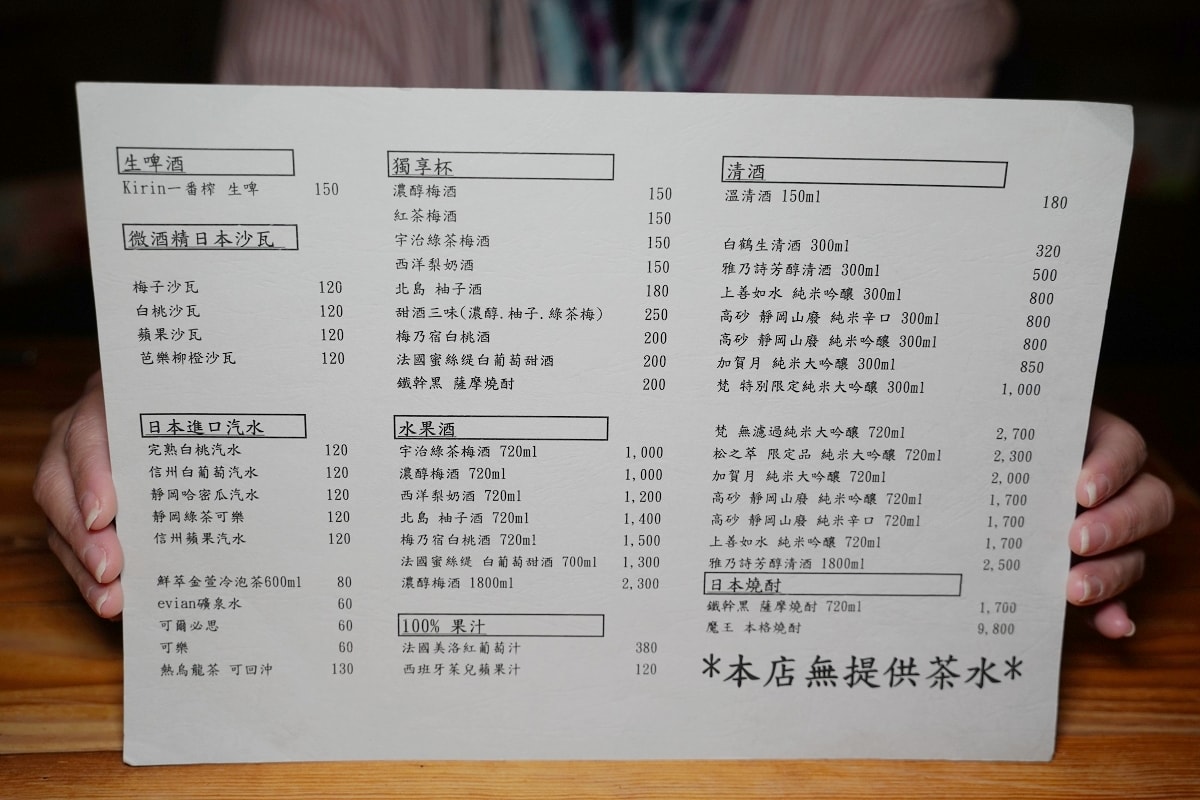 生啤酒
Kirin一番榨 生啤 150
微酒精日本沙瓦
梅子沙瓦 120
白桃沙瓦 120
蘋果沙瓦 120
芭樂柳橙沙瓦 120
日本進口汽水
完熟白桃汽水 120
信州白葡萄汽水 120
靜岡哈密瓜汽水 120
靜岡綠茶可樂 120
信州蘋果汽水 120
鮮萃金萱冷泡茶600ml 80
evian礦泉水 60
可爾必思 60
可樂 60
熱烏龍茶 可回沖 130
獨享杯
濃醇梅酒 150
紅茶梅酒 150
宇治綠茶梅酒 150
西洋梨奶酒 150
北島 柚子酒 180
甜酒三味(濃醇.柚子.綠茶梅) 250
梅乃宿白桃酒 200
法國蜜絲缇白葡萄甜酒 200
鐵幹黑 薩摩燒酎 200
水果酒
宇治綠茶梅酒 720ml 1,000
濃醇梅酒 720ml 1,000
西洋梨奶酒 720ml 1,200
北島 柚子酒 720ml 1,400
梅乃宿白桃酒 720ml 1,500
法國蜜絲缇 白葡萄甜酒 700ml 1,300
濃醇梅酒 1800ml 2,300
100% 果汁
法國美洛紅葡萄汁 380
西班牙茱兒蘋果汁 120
清酒
溫清酒 150ml 180
白鶴生清酒 300ml 320
雅乃詩芳醇清酒 300ml 500
上善如水 純米吟釀 300ml 800
高砂 靜岡山廢 純米辛口 300ml 800
高砂 靜岡山廢 純米吟釀 300ml 800
加賀月 純米大吟釀 300ml 850
梵 特別限定純米大吟釀 300ml 1,000
梵 無濾過純米大吟釀 720ml 2,700
松之萃 限定品 純米大吟釀 720ml 2,300
加賀月 純米大吟釀 720ml 2,000
高砂 靜岡山廢 純米吟釀 720ml 1,700
高砂 靜岡山廢 純米辛口 720ml 1,700
上善如水 純米吟釀 720ml 1,700
雅乃詩芳醇清酒 1800ml 2,500
日本燒酎
鐵幹黑 薩摩燒酎 720ml 1,700
魔王 本格燒酎 9,800
*本店無提供茶水*